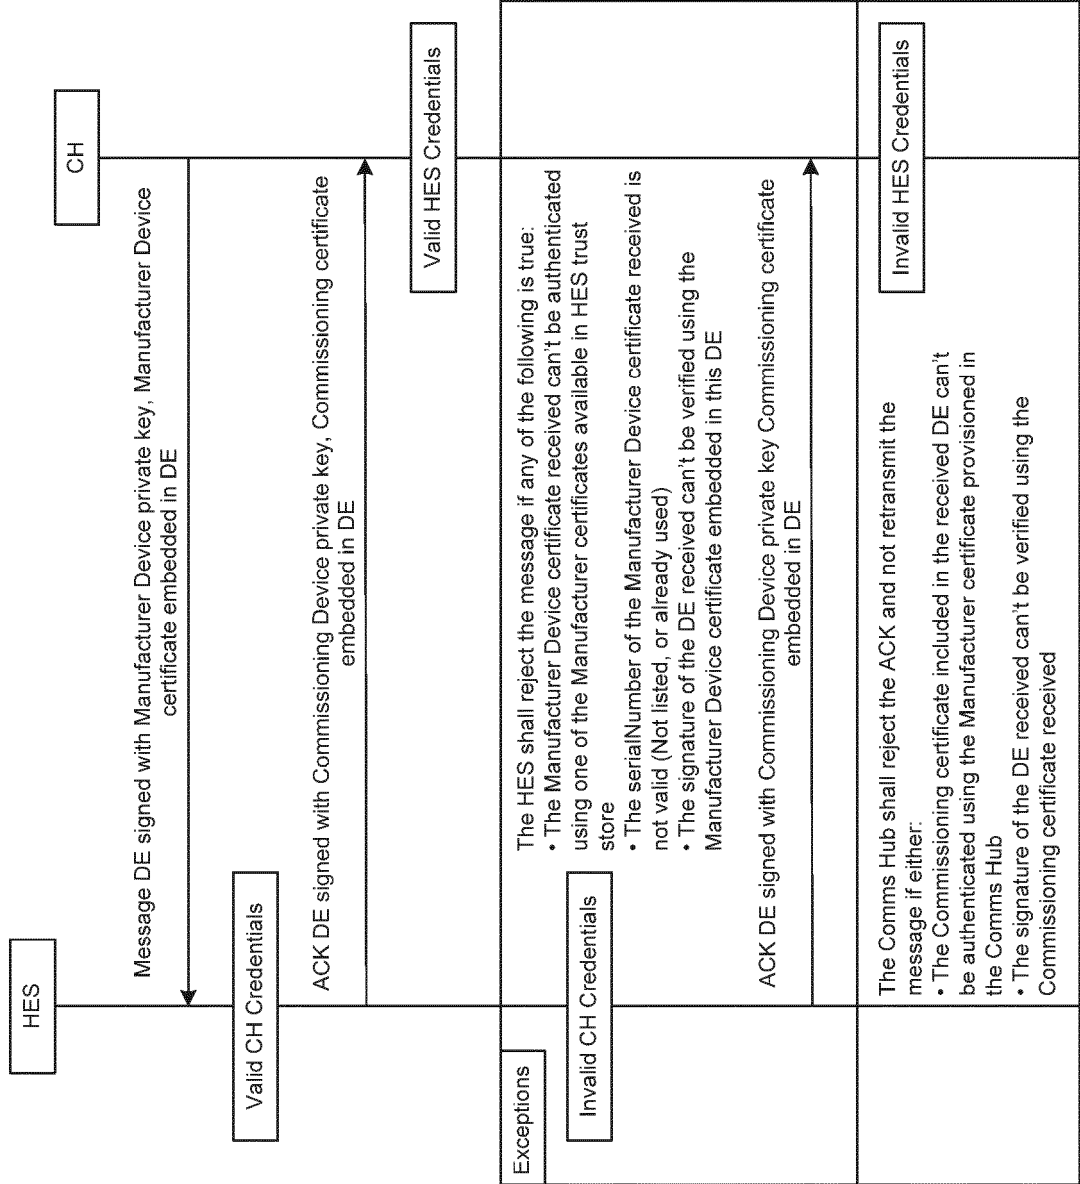 HES
CH
Message DE signed with Manufacturer Device private key, Manufacturer Device
certificate embedded in DE
Valid CH Credentials
ACK DE signed with Commissioning Device private key, Commissioning certificate
embedded in DE
Valid HES Credentials
Exceptions
The HES shall reject the message if any of the following is true:
• The Manufacturer Device certificate received can't be authenticated
using one of the Manufacturer certificates available in HES trust
store
• The serialNumber of the Manufacturer Device certificate received is
not valid (Not listed, or already used)
• The signature of the DE received can't be verified using the
Manufacturer Device certificate embedded in this DE
Invalid CH Credentials
ACK DE signed with Commissioning Device private key Commissioning certificate
embedded in DE
Invalid HES Credentials
The Comms Hub shall reject the ACK and not retransmit the
message if either:
• The Commissioning certificate included in the received DE can't
be authenticated using the Manufacturer certificate provisioned in
the Comms Hub
• The signature of the DE received can't be verified using the
Commissioning certificate received